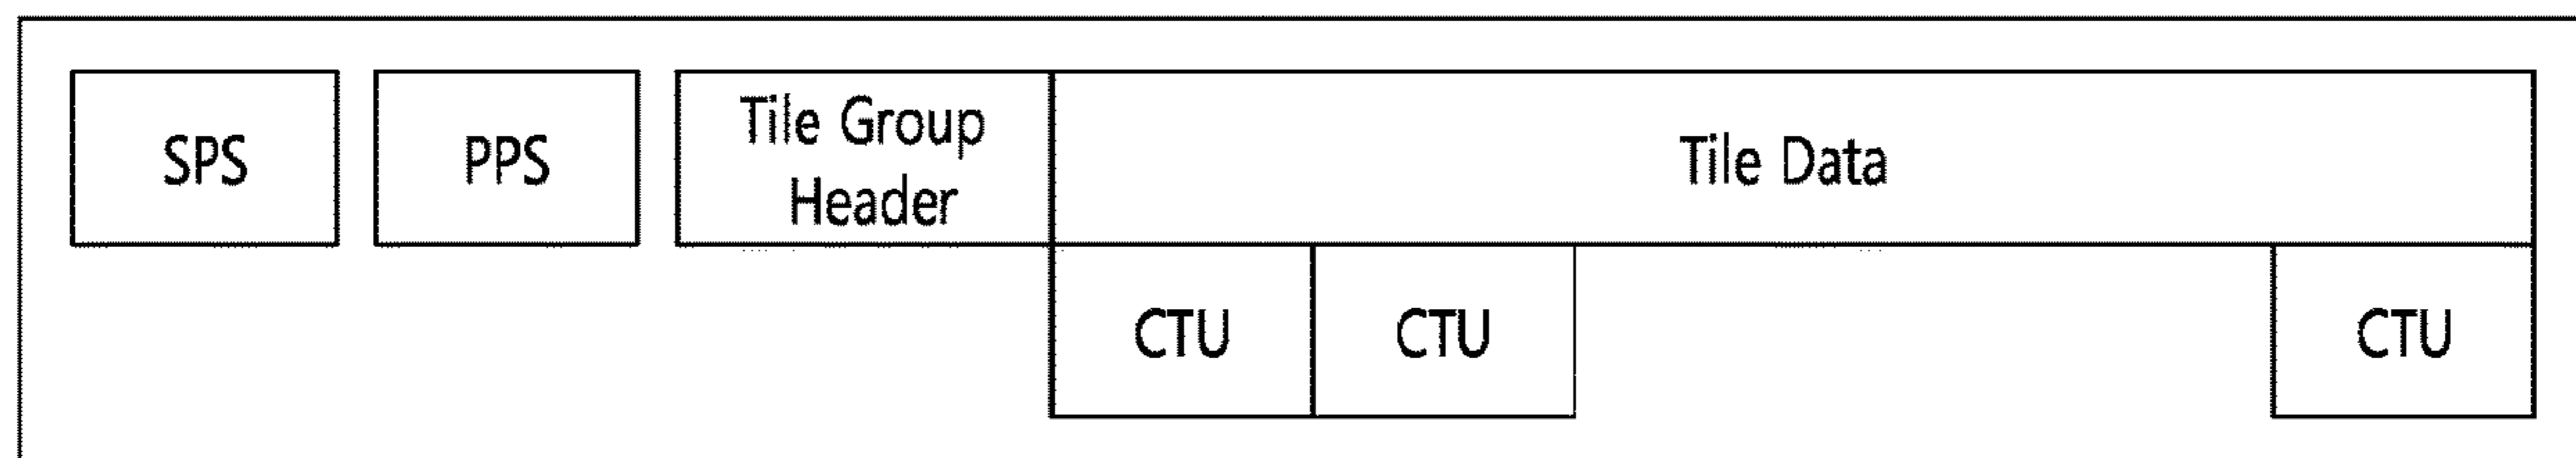 SPS
PPS
Tile Group
Header
Tile Data
CTU
CTU
CTU